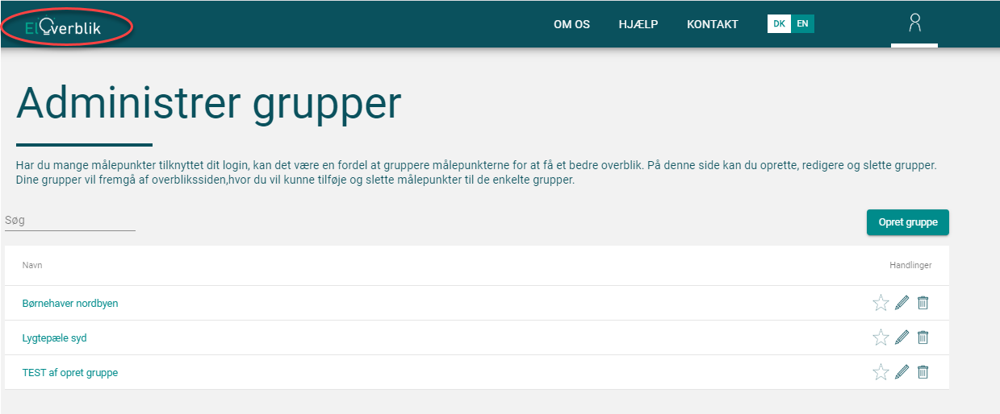 ElOverblik
OM OS
HJÆLP
KONTAKT
DK
EN
Administrer grupper
Har du mange målepunkter tilknyttet dit login, kan det være en fordel at gruppere målepunkterne for at få et bedre overblik. På denne side kan du oprette, redigere og slette grupper.
Dine grupper vil fremgå af overblikssiden,hvor du vil kunne tilføje og slette målepunkter til de enkelte grupper.
Søg
Opret gruppe
Navn
Handlinger
Børnehaver nordbyen
Lygtepæle syd
TEST af opret gruppe